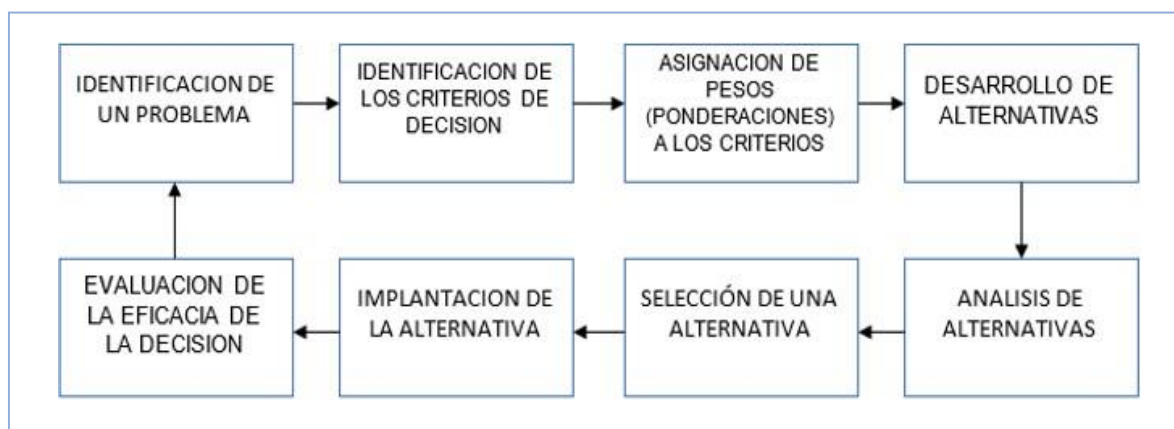 IDENTIFICACION DE
UN PROBLEMA
IDENTIFICACION DE
LOS CRITERIOS DE
DECISION
ASIGNACION DE
PESOS
(PONDERACIONES)
A LOS CRITERIOS
DESARROLLO DE
ALTERNATIVAS
ANALISIS DE
ALTERNATIVAS
SELECCIÓN DE UNA
ALTERNATIVA
IMPLANTACION DE
LA ALTERNATIVA
EVALUACION DE
LA EFICACIA DE
LA DECISION